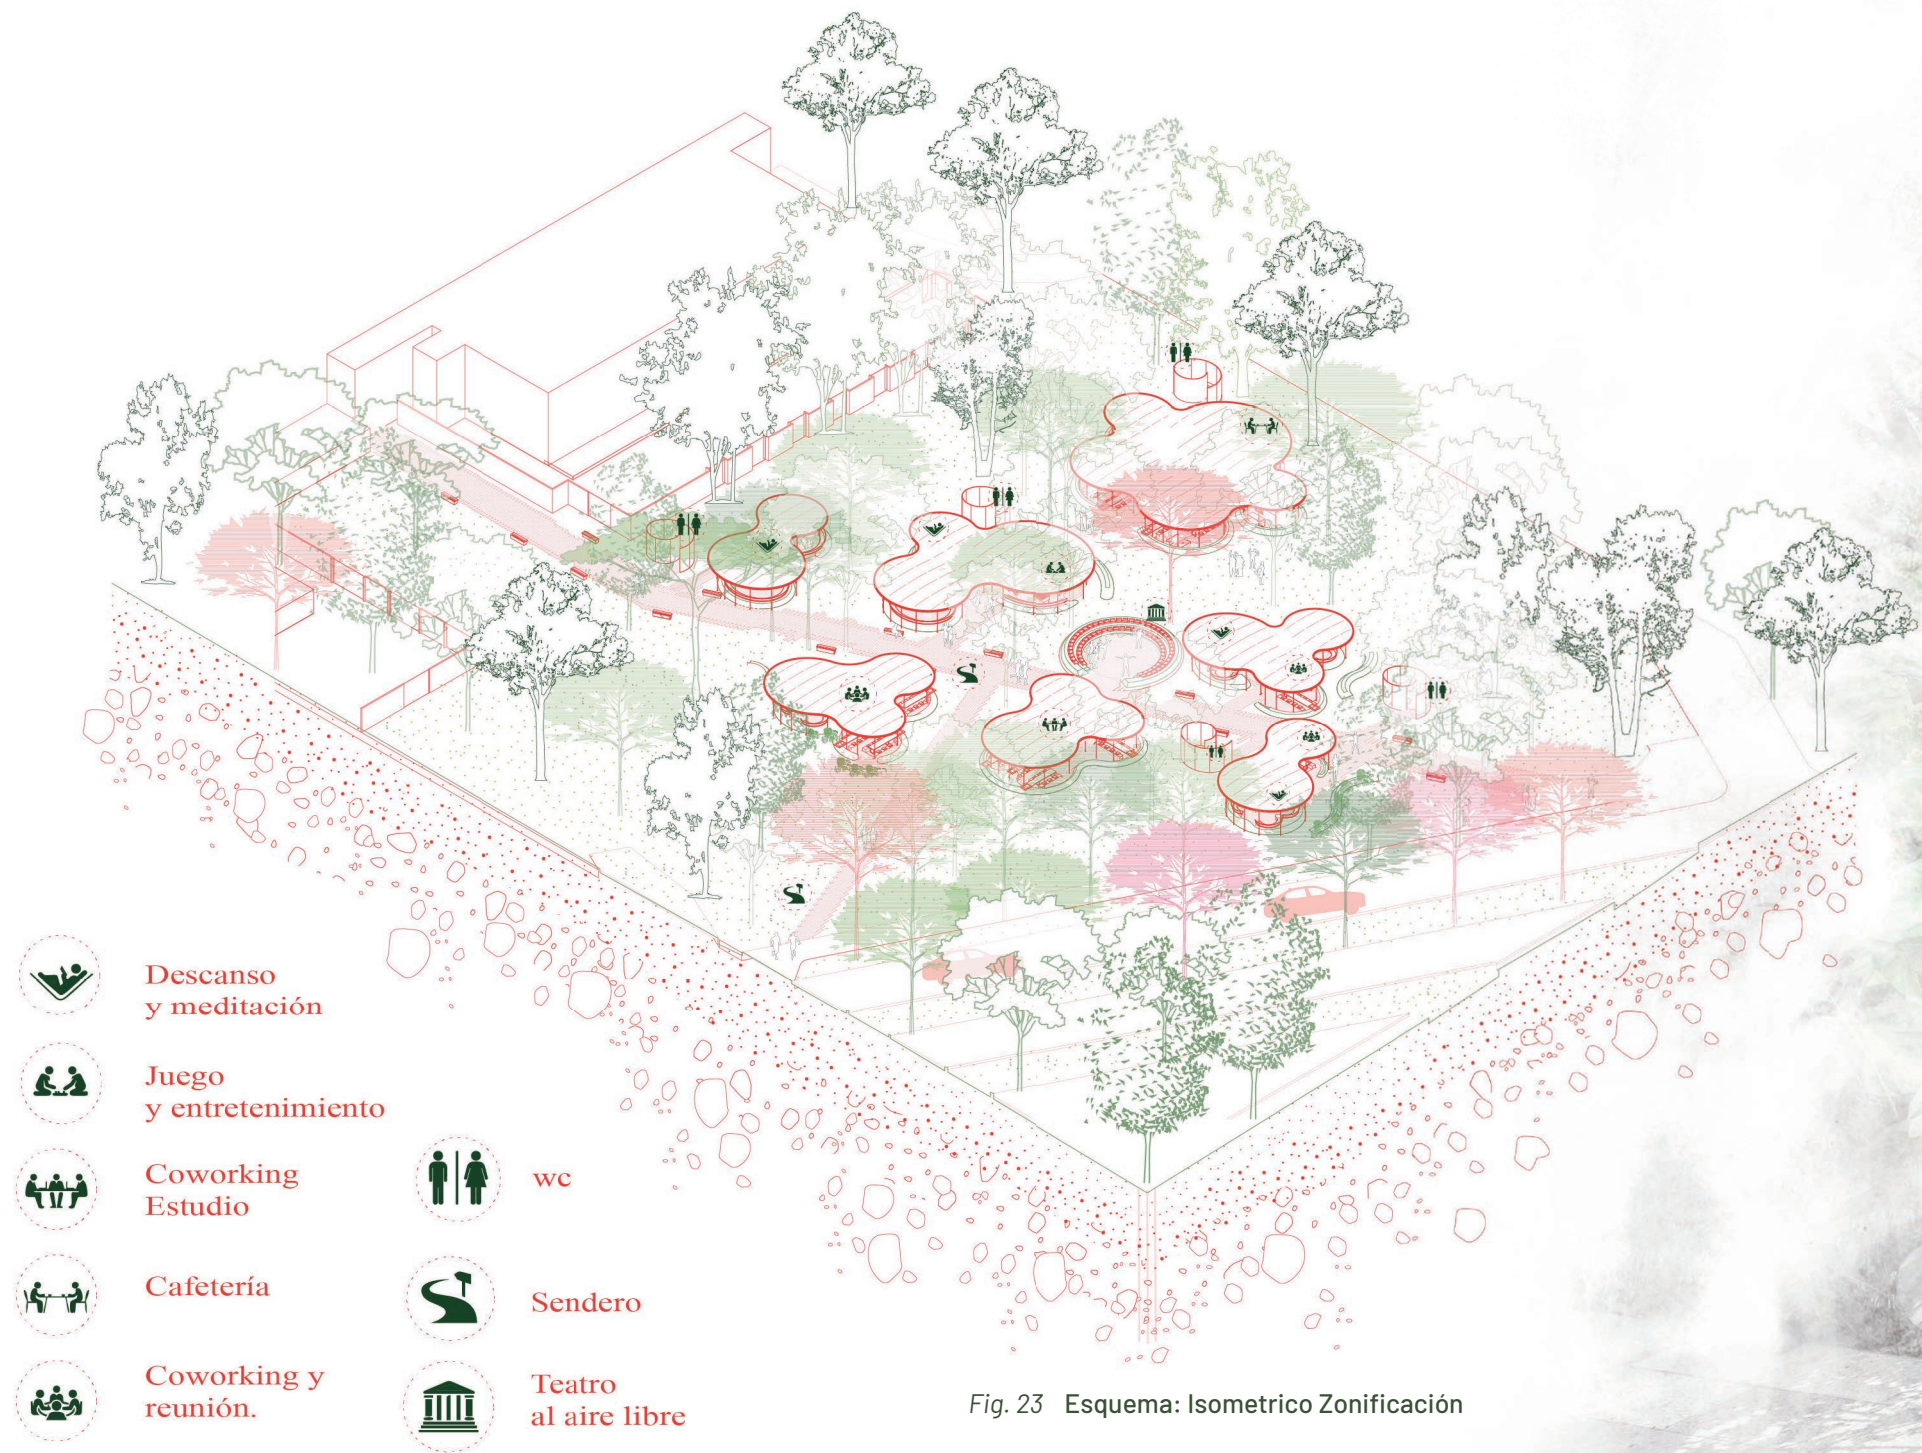 Descanso
y meditación
Juego
y entretenimiento
Coworking
Estudio
Cafetería
Coworking y
reunión.
wc
Sendero
Teatro
al aire libre
Fig. 23 Esquema: Isometrico Zonificación